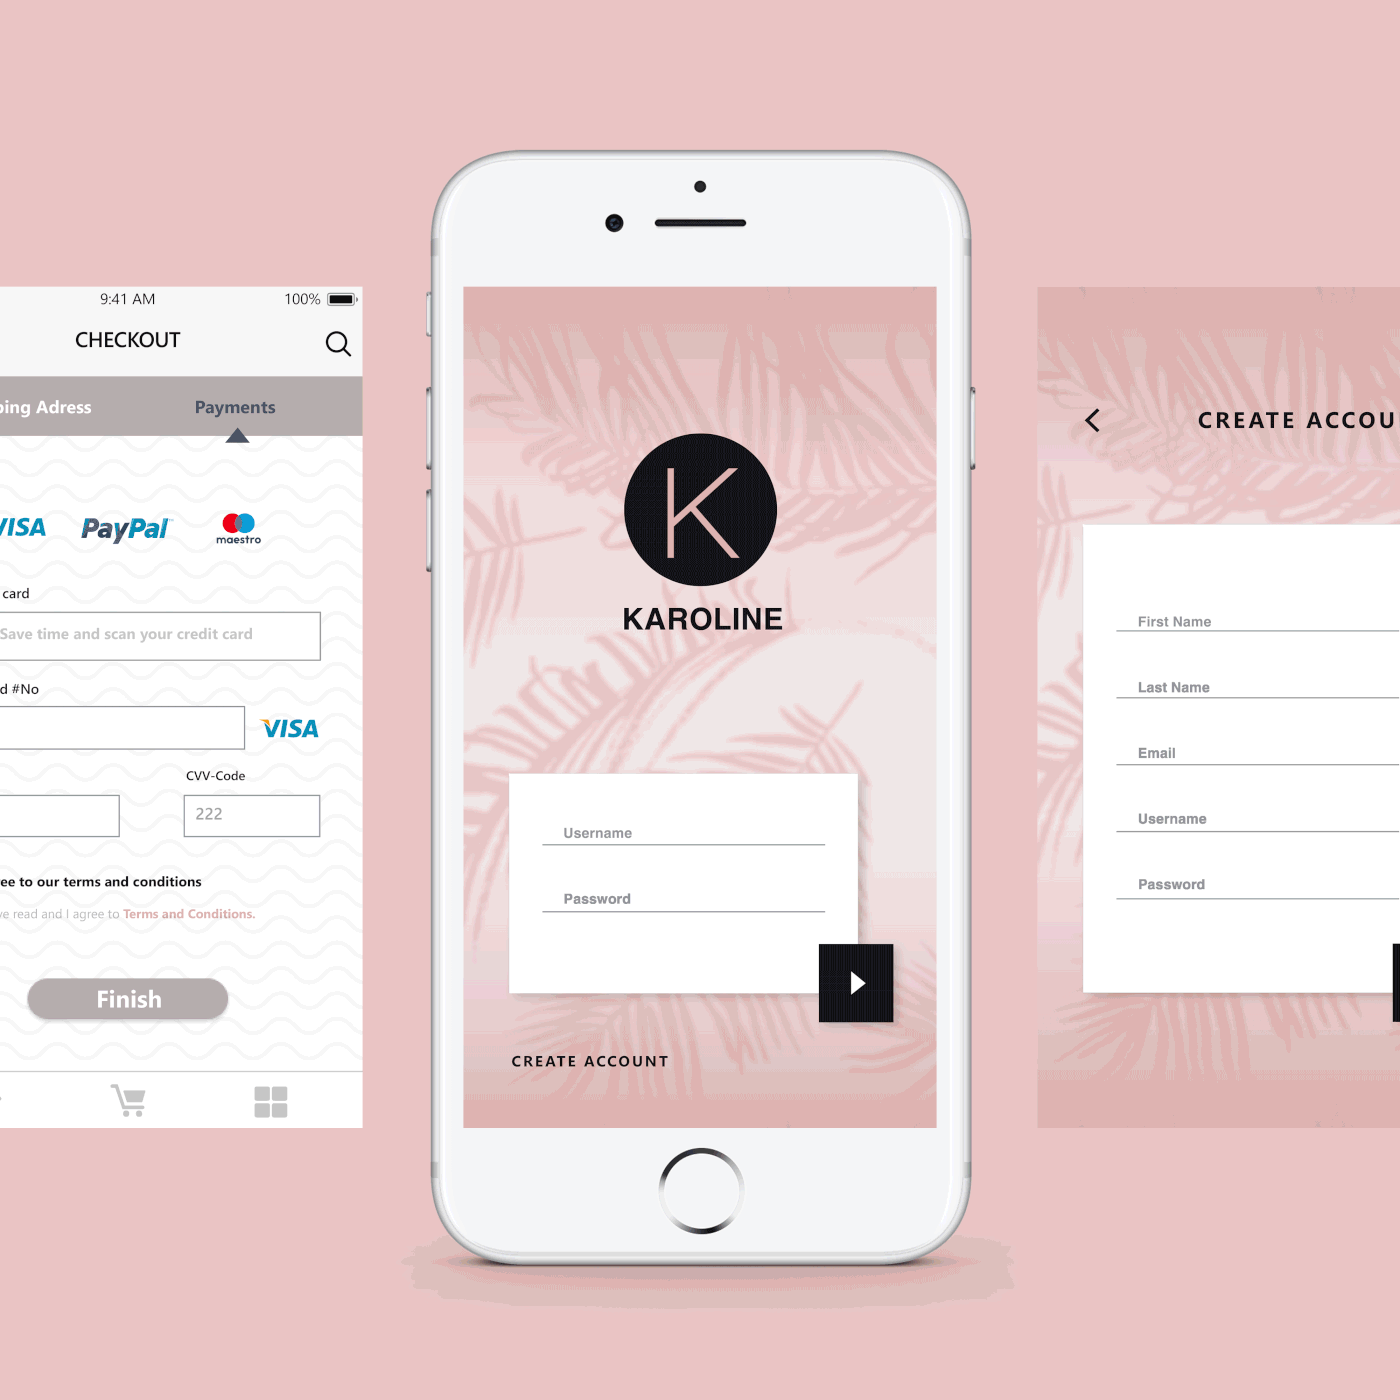 9:41 AM 100%
CHECKOUT
ping Adress Payments
VISA PayPal maestro
card
Save time and scan your credit card
d #No
VISA
CVV-Code
222
ee to our terms and conditions
ve read and I agree to Terms and Conditions.
Finish
K
KAROLINE
Username
Password
CREATE ACCOUNT
CREATE ACCOU
First Name
Last Name
Email
Username
Password